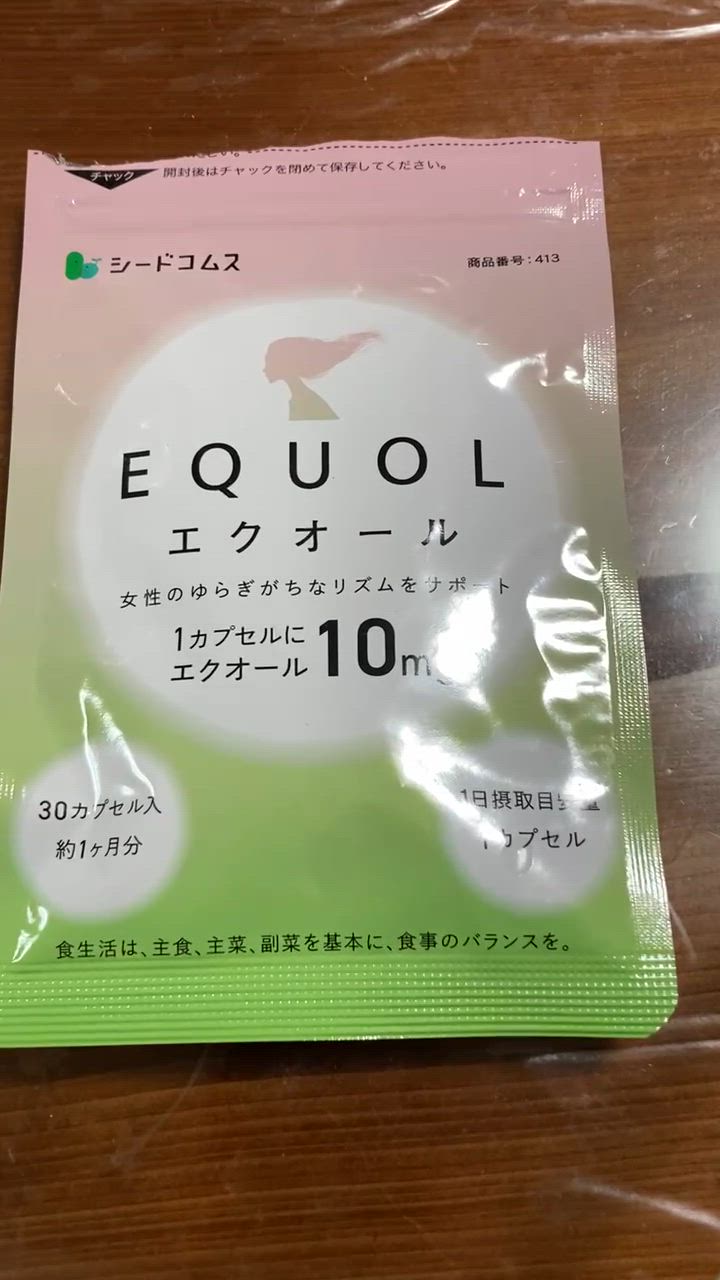 チャック
開封後はチャックを閉めて保存してください。
シードコムス
商品番号:413
EQUOL
エクオール
女性のゆらぎがちなリズムをサポート
1カプセルに
エクオール10mg
30カプセル入
約1ヶ月分
1日摂取目安量
1カプセル
食生活は、主食、主菜、副菜を基本に、食事のバランスを。